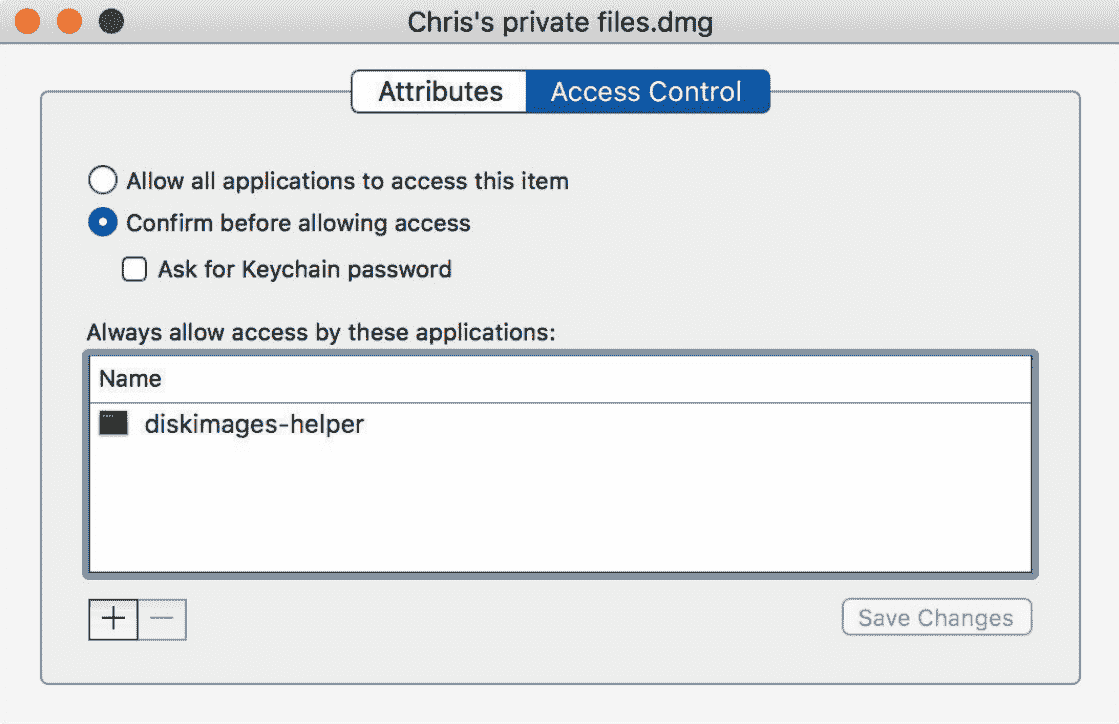 Chris's private files.dmg
Attributes Access Control
Allow all applications to access this item
Confirm before allowing access
Ask for Keychain password
Always allow access by these applications:
Name
diskimages-helper
Save Changes